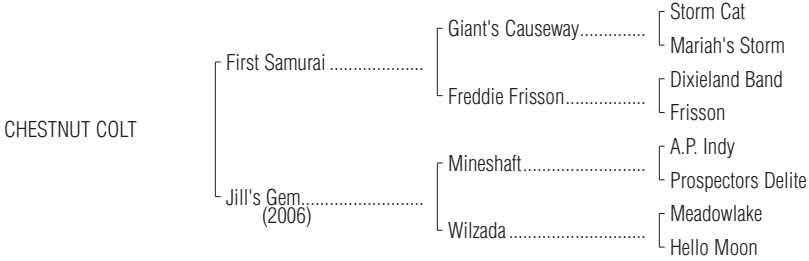 Storm Cat
Giant's Causeway..............
Mariah's Storm
First Samurai ....................
Dixieland Band
Freddie Frisson.................
Frisson
CHESTNUT COLT
A.P. Indy
Mineshaft..........................
Prospectors Delite
Jill's Gem..........................
(2006)
Meadowlake
Wilzada .............................
Hello Moon